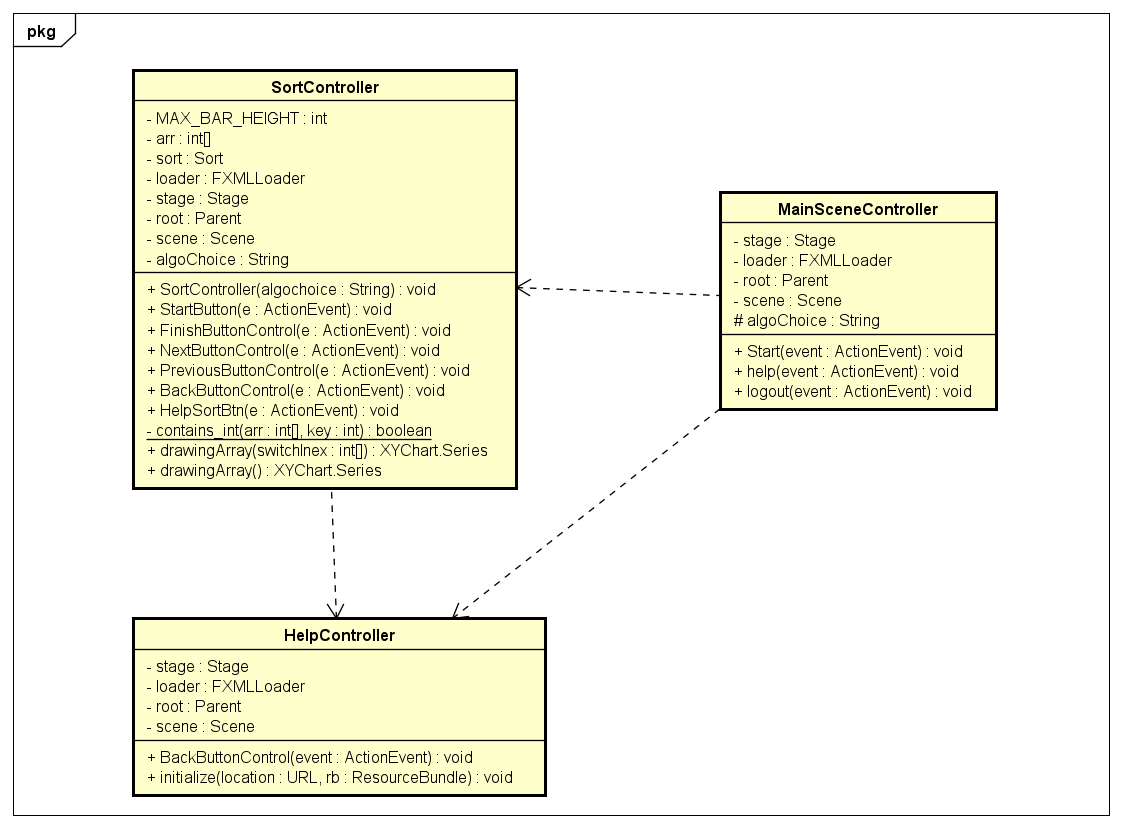 pkg
SortController
- MAX_BAR_HEIGHT : int
- arr : int[]
- sort : Sort
- loader : FXMLLoader
- stage : Stage
- root : Parent
- scene : Scene
- algoChoice : String
+ SortController(algochoice : String) : void
+ StartButton(e : ActionEvent) : void
+ FinishButtonControl(e : ActionEvent) : void
+ NextButtonControl(e : ActionEvent) : void
+ PreviousButtonControl(e : ActionEvent) : void
+ BackButtonControl(e : ActionEvent) : void
+ HelpSortBtn(e : ActionEvent) : void
- contains_int(arr : int[], key : int) : boolean
+ drawingArray(switchInex : int[]) : XYChart.Series
+ drawingArray() : XYChart.Series
MainSceneController
- stage : Stage
- loader : FXMLLoader
- root : Parent
- scene : Scene
# algoChoice : String
+ Start(event : ActionEvent) : void
+ help(event : ActionEvent) : void
+ logout(event : ActionEvent) : void
HelpController
- stage : Stage
- loader : FXMLLoader
- root : Parent
- scene : Scene
+ BackButtonControl(event : ActionEvent) : void
+ initialize(location : URL, rb : ResourceBundle) : void